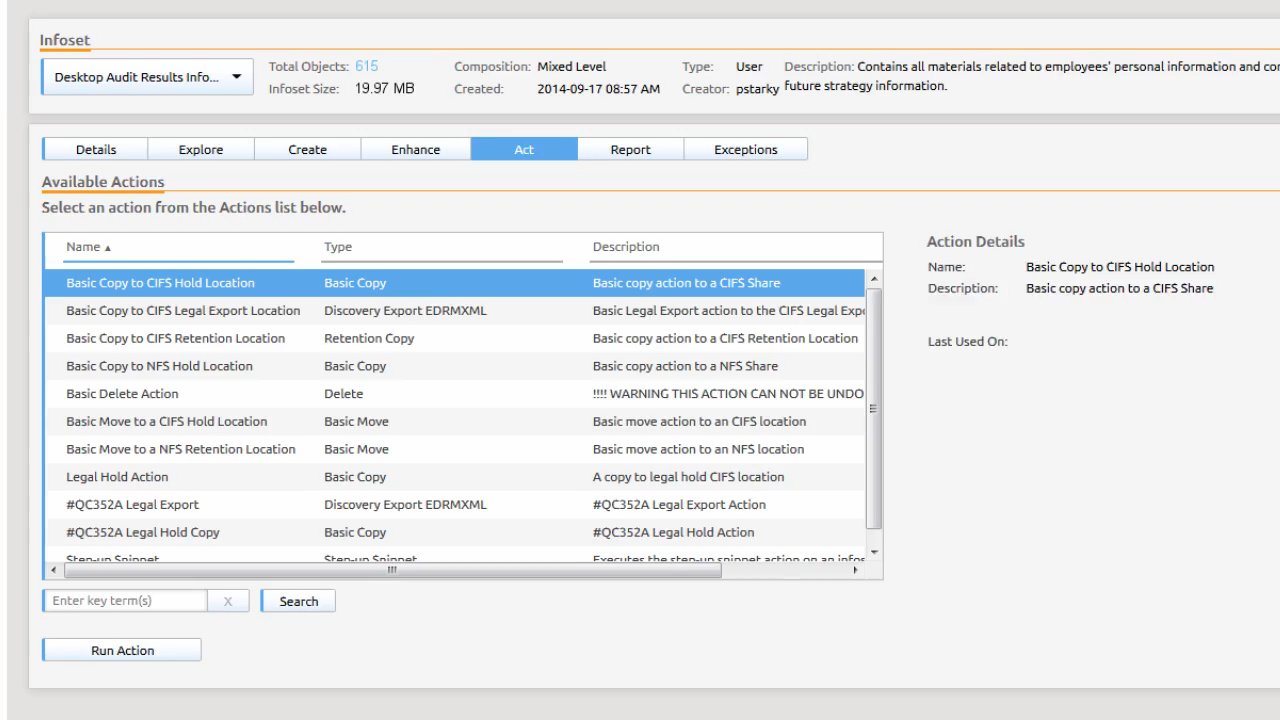 Infoset
Desktop Audit Results Info...
Total Objects: 615
Infoset Size: 19.97 MB
Composition: Mixed Level
Created: 2014-09-17 08:57 AM
Type: User
Creator: pstarky
Description: Contains all materials related to employees' personal information and
future strategy information.
Details Explore Create Enhance Act Report Exceptions
Available Actions
Select an action from the Actions list below.
Name ▲ Type Description
Basic Copy to CIFS Hold Location Basic Copy Basic copy action to a CIFS Share
Basic Copy to CIFS Legal Export Location Discovery Export EDRMXML Basic Legal Export action to the CIFS Legal Expo
Basic Copy to CIFS Retention Location Retention Copy Basic copy action to a CIFS Retention Location
Basic Copy to NFS Hold Location Basic Copy Basic copy action to a NFS Share
Basic Delete Action Delete !!!! WARNING THIS ACTION CAN NOT BE UNDO
Basic Move to a CIFS Hold Location Basic Move Basic move action to an CIFS location
Basic Move to a NFS Retention Location Basic Move Basic move action to an NFS location
Legal Hold Action Basic Copy A copy to legal hold CIFS location
#QC352A Legal Export Discovery Export EDRMXML #QC352A Legal Export Action
#QC352A Legal Hold Copy Basic Copy #QC352A Legal Hold Action
Step-up Snippet Step-up Snippet Executes the step-up snippet action on an infos
Enter key term(s) X Search
Run Action
Action Details
Name: Basic Copy to CIFS Hold Location
Description: Basic copy action to a CIFS Share
Last Used On: